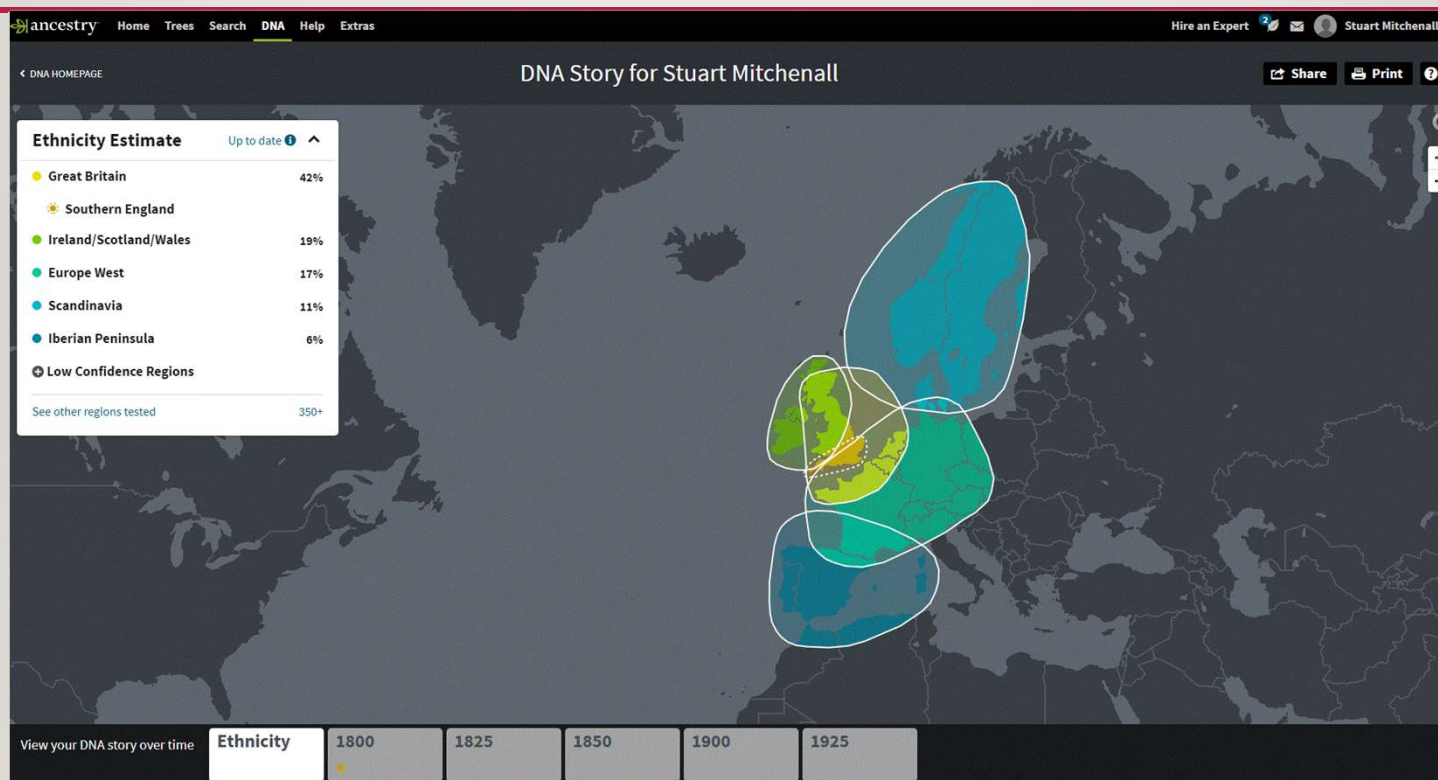 ancestry Home Trees Search DNA Help Extras Hire an Expert 2 Stuart Mitchenall
< DNA HOMEPAGE DNA Story for Stuart Mitchenall Share Print ?
Ethnicity Estimate Up to date i
Great Britain 42%
Southern England
Ireland/Scotland/Wales 19%
Europe West 17%
Scandinavia 11%
Iberian Peninsula 6%
Low Confidence Regions
See other regions tested 350+
View your DNA story over time Ethnicity 1800 1825 1850 1900 1925